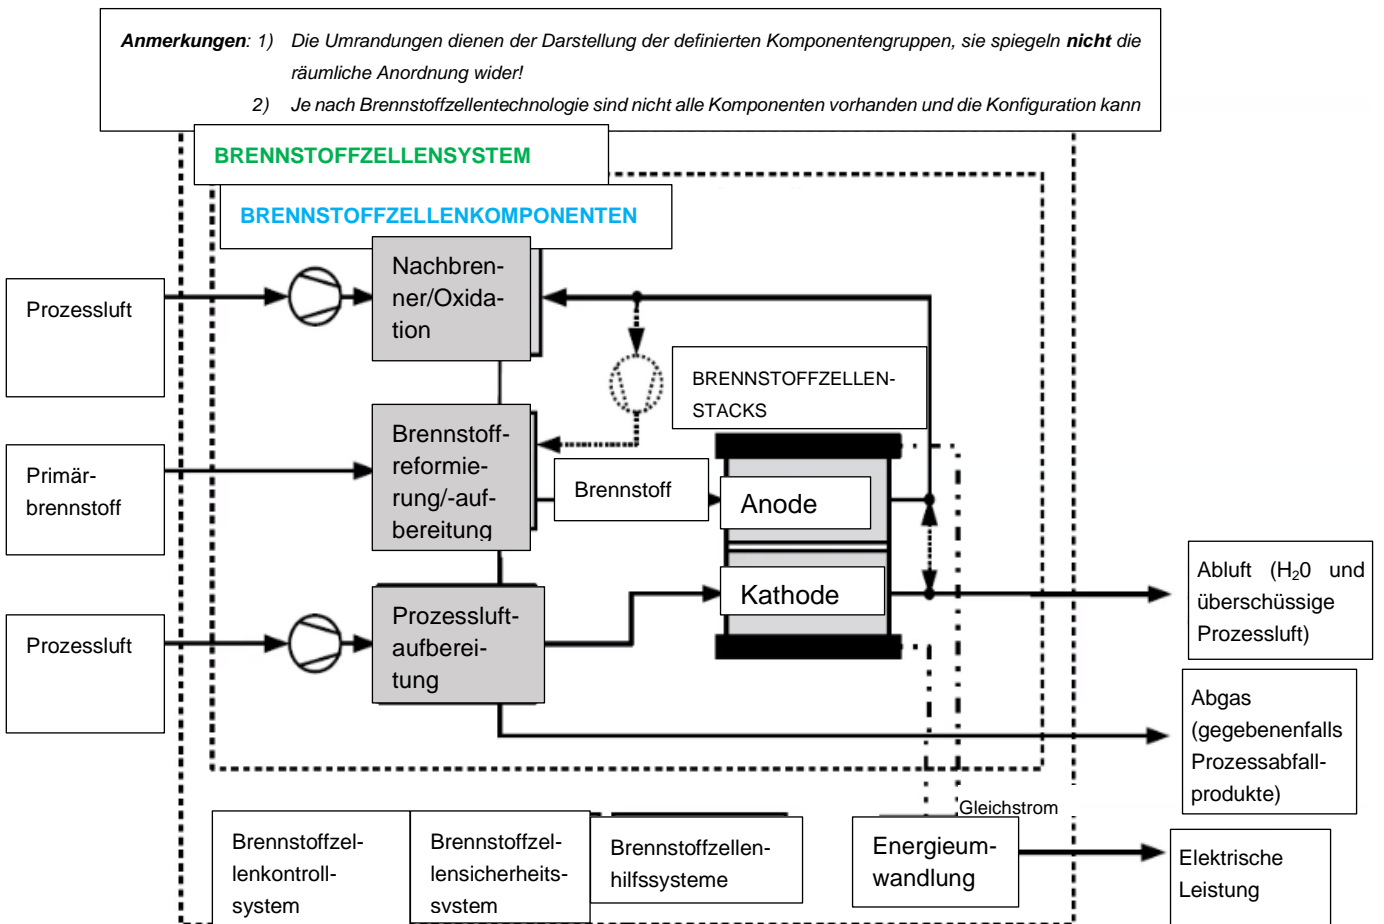 Anmerkungen: 1) Die Umrandungen dienen der Darstellung der definierten Komponentengruppen, sie spiegeln nicht die
räumliche Anordnung wider!
2) Je nach Brennstoffzellentechnologie sind nicht alle Komponenten vorhanden und die Konfiguration kann
BRENNSTOFFZELLENSYSTEM
BRENNSTOFFZELLENKOMPONENTEN
Prozessluft
Nachbren-
ner/Oxida-
tion
BRENNSTOFFZELLEN-
STACKS
Primär-
brennstoff
Brennstoff-
reformie-
rung/-auf-
bereitung
Brennstoff
Anode
Kathode
Prozessluft
Prozessluft-
aufberei-
tung
Abluft (H₂0 und
überschüssige
Prozessluft)
Abgas
(gegebenenfalls
Prozessabfall-
produkte)
Gleichstrom
Brennstoffzel-
lenkontroll-
system
Brennstoffzel-
lensicherheits-
system
Brennstoffzellen-
hilfssysteme
Energieum-
wandlung
Elektrische
Leistung